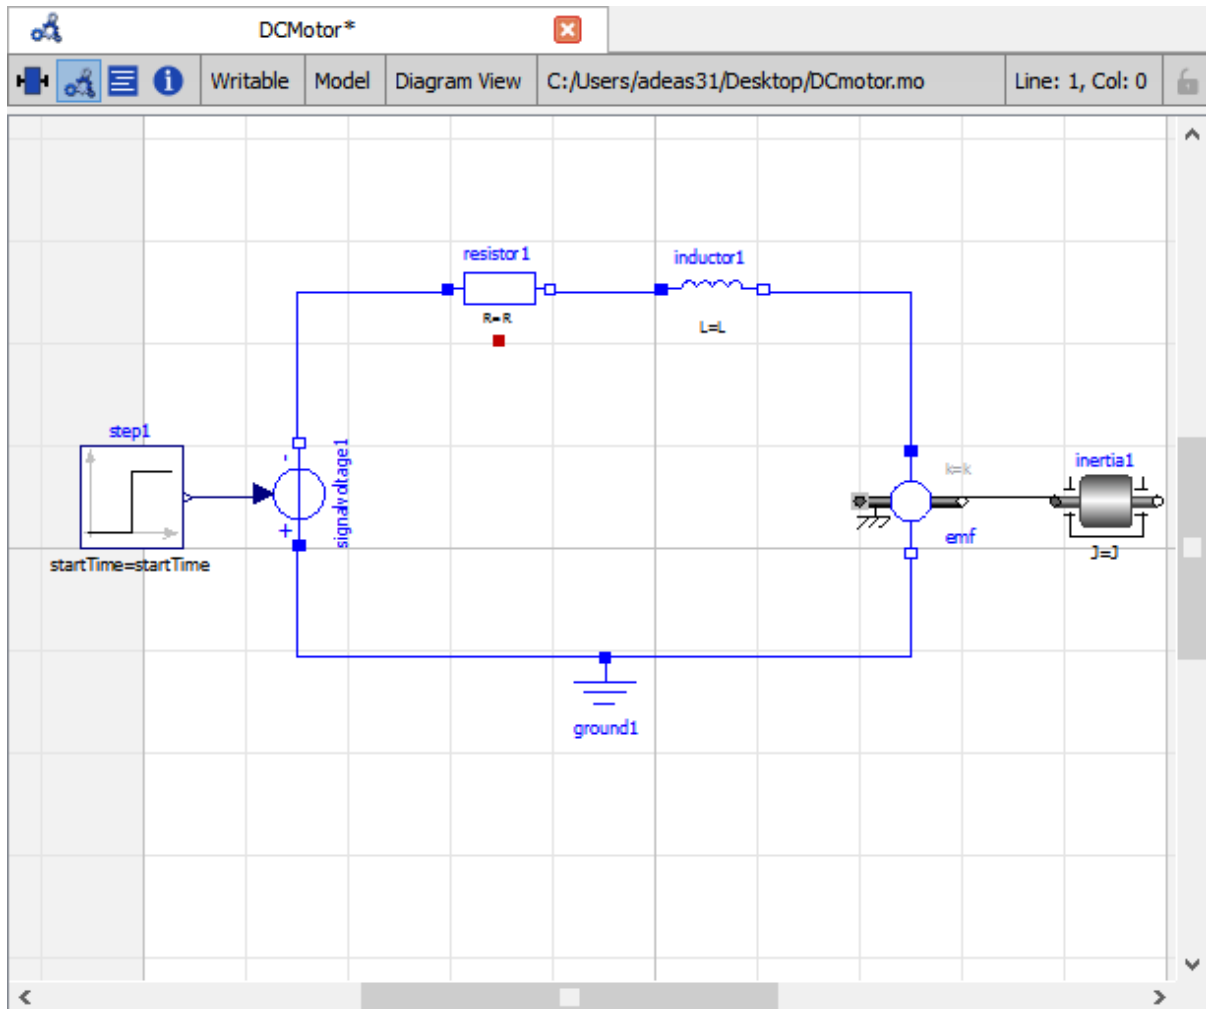 DCMotor*
Writable Model Diagram View C:/Users/adeas31/Desktop/DCmotor.mo Line: 1, Col: 0
resistor1 inductor1
R=R
L=L
step1
signalvoltage1
-
+
k=k
inertia1
emf
J=J
startTime=startTime
ground1